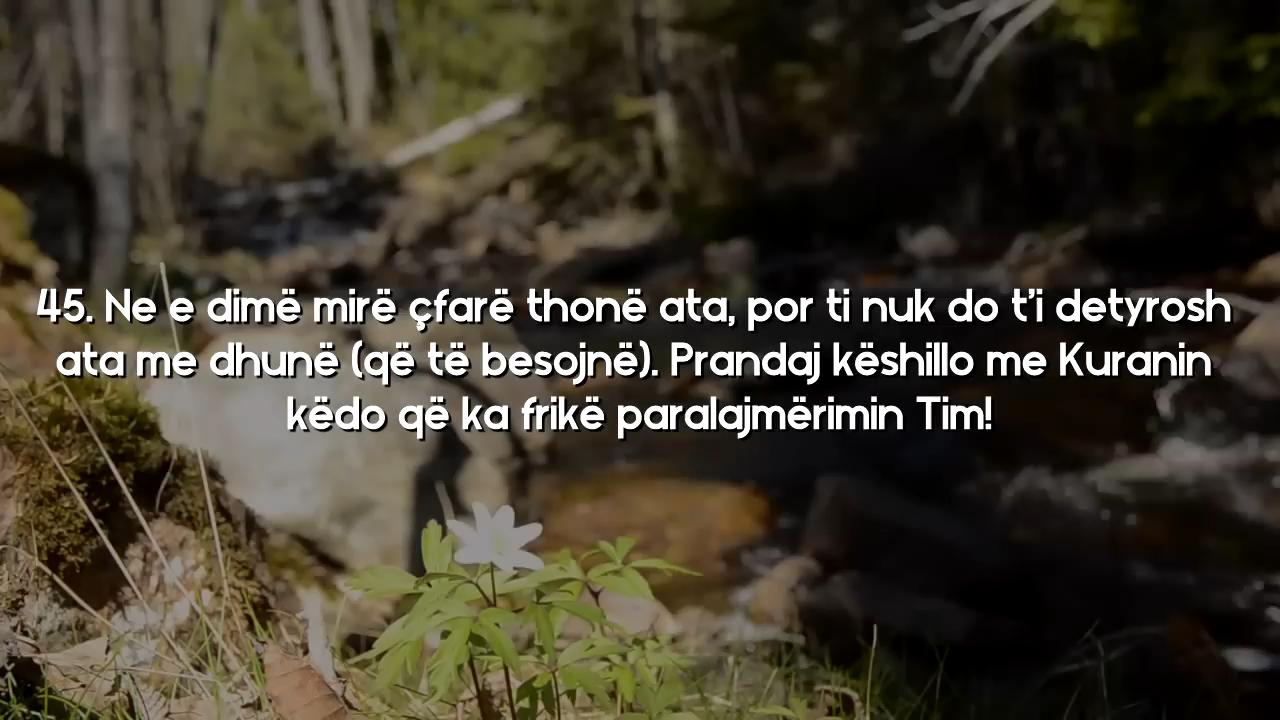 45. Ne e dimë mirë çfarë thonë ata, por ti nuk do t'i detyrosh
ata me dhunë (që të besojnë). Prandaj këshillo me Kuranin
këdo që ka frikë paralajmërimin Tim!